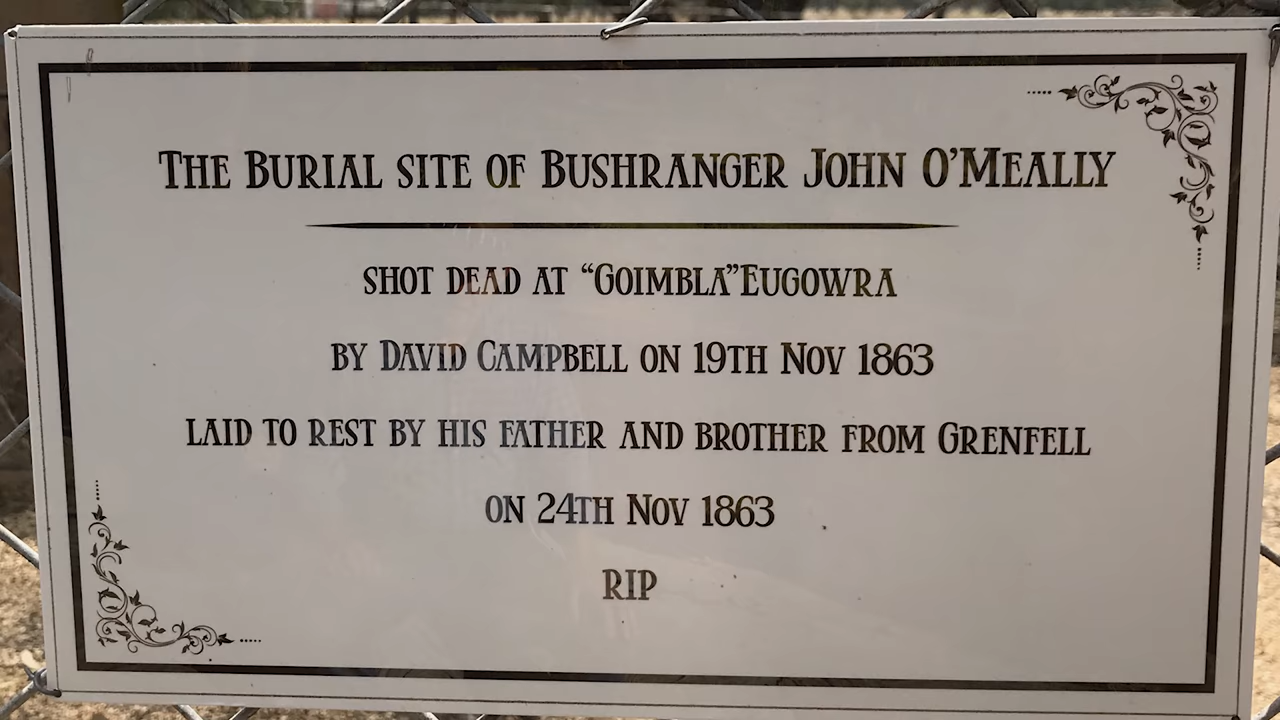 The Burial site of Bushranger John O'Meally
shot dead at “Goimbla”Eugowra
by David Campbell on 19th Nov 1863
laid to rest by his father and brother from Grenfell
on 24th Nov 1863
RIP